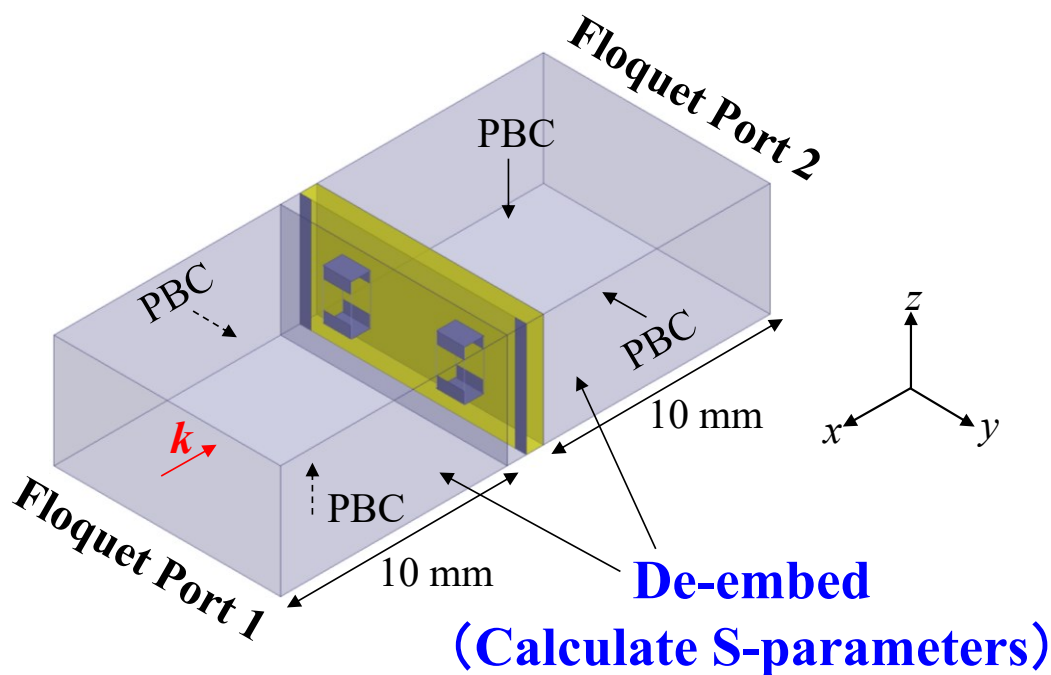 Floquet Port 2
PBC
PBC
z
PBC
x
y
10 mm
k
PBC
Floquet Port 1
10 mm
De-embed
（Calculate S-parameters）